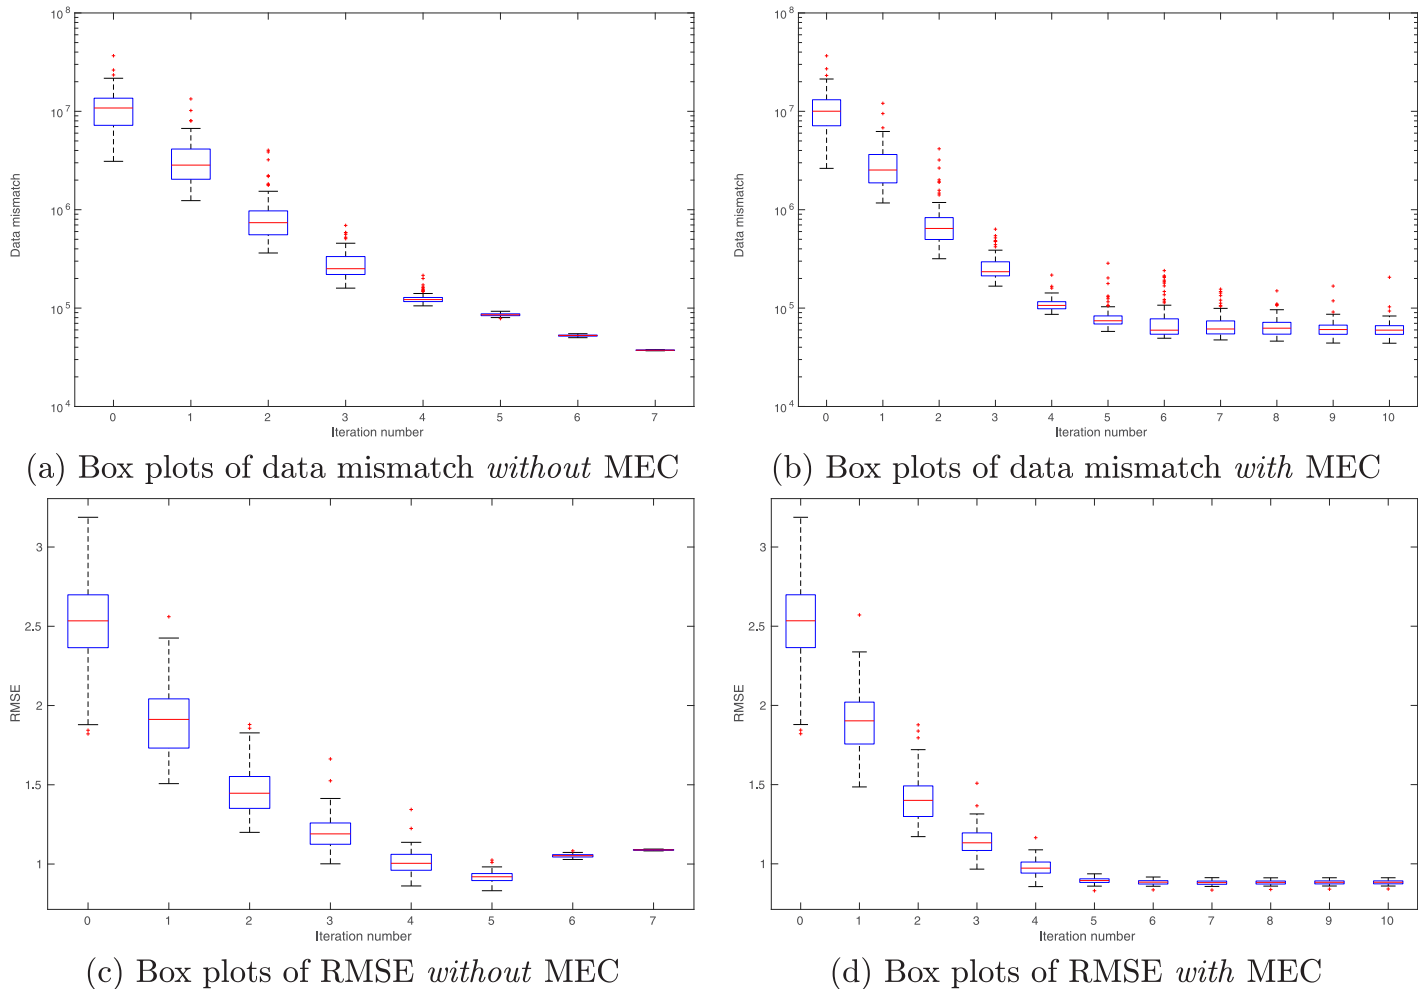 10^8
10^7
10^6
10^5
10^4
Data mismatch
0 1 2 3 4 5 6 7
Iteration number
(a) Box plots of data mismatch without MEC
10^8
10^7
10^6
10^5
10^4
Data mismatch
0 1 2 3 4 5 6 7 8 9 10
Iteration number
(b) Box plots of data mismatch with MEC
3
2.5
2
1.5
1
RMSE
0 1 2 3 4 5 6 7
Iteration number
(c) Box plots of RMSE without MEC
3
2.5
2
1.5
1
RMSE
0 1 2 3 4 5 6 7 8 9 10
Iteration number
(d) Box plots of RMSE with MEC